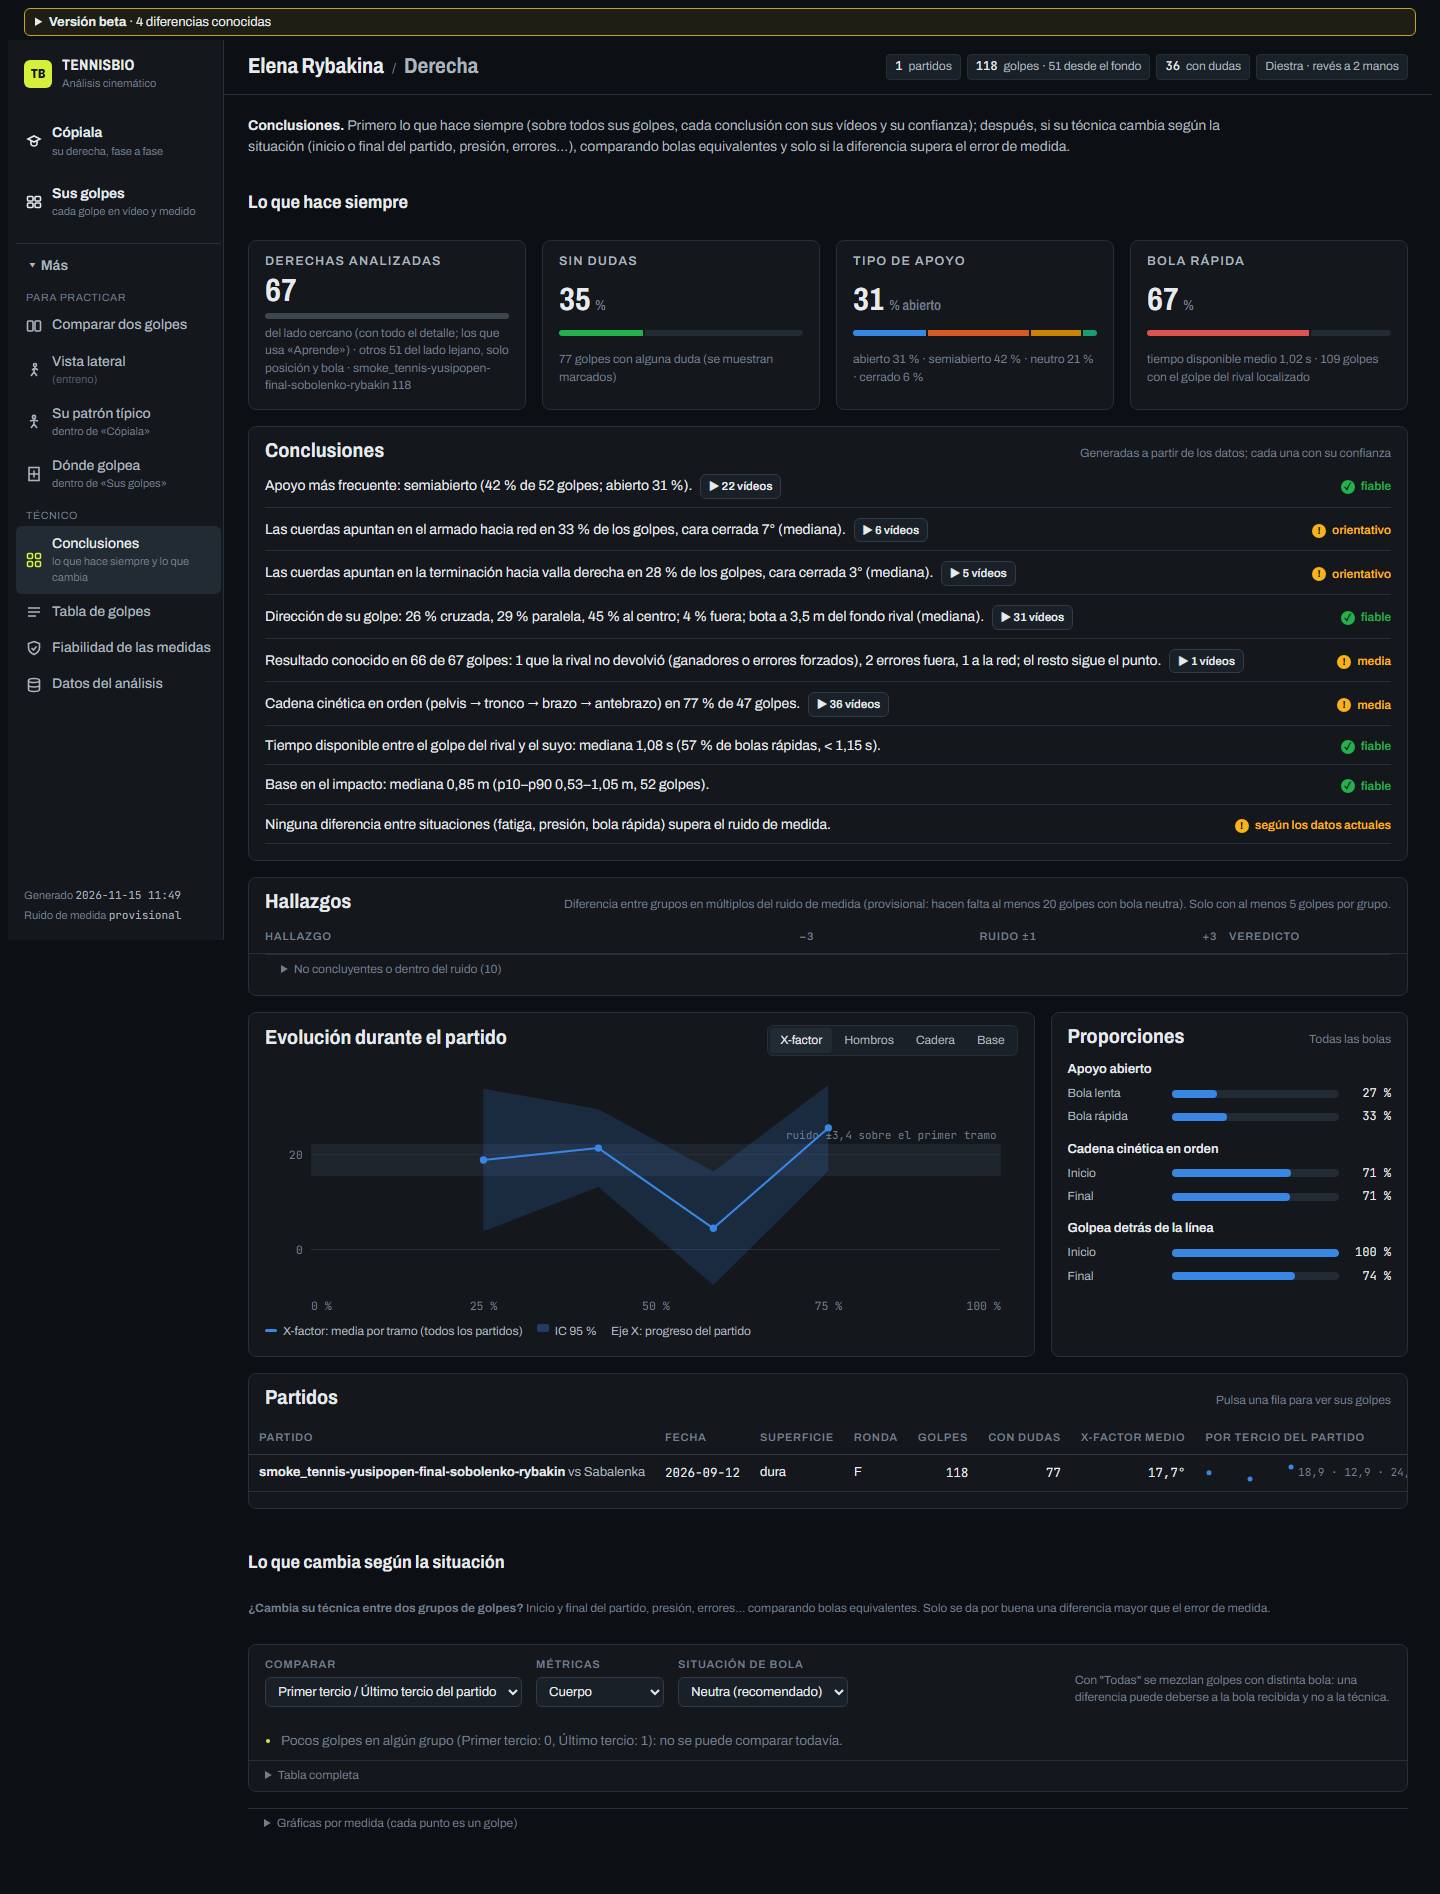 Versión beta · 4 diferencias conocidas
TB
TENNISBIO
Análisis cinemático
Cópiala
su derecha, fase a fase
Sus golpes
cada golpe en vídeo y medido
Más
PARA PRACTICAR
Comparar dos golpes
Vista lateral
(entreno)
Su patrón típico
dentro de «Cópiala»
Dónde golpea
dentro de «Sus golpes»
TÉCNICO
Conclusiones
lo que hace siempre y lo que
cambia
Tabla de golpes
Fiabilidad de las medidas
Datos del análisis
Generado 2026-11-15 11:49
Ruido de medida provisional
Elena Rybakina / Derecha
1 partidos
118 golpes · 51 desde el fondo
36 con dudas
Diestra · revés a 2 manos
Conclusiones. Primero lo que hace siempre (sobre todos sus golpes, cada conclusión con sus vídeos y su confianza); después, si su técnica cambia según la
situación (inicio o final del partido, presión, errores...), comparando bolas equivalentes y solo si la diferencia supera el error de medida.
Lo que hace siempre
DERECHAS ANALIZADAS
67
del lado cercano (con todo el detalle; los que
usa «Aprende») · otros 51 del lado lejano, solo
posición y bola · smoke_tennis-yusipopen-
final-sobolenko-rybakin 118
SIN DUDAS
35 %
77 golpes con alguna duda (se muestran
marcados)
TIPO DE APOYO
31 % abierto
abierto 31 % · semiabierto 42 % · neutro 21 %
· cerrado 6 %
BOLA RÁPIDA
67 %
tiempo disponible medio 1,02 s · 109 golpes
con el golpe del rival localizado
Conclusiones
Generadas a partir de los datos; cada una con su confianza
Apoyo más frecuente: semiabierto (42 % de 52 golpes; abierto 31 %). ▶ 22 vídeos
fiable
Las cuerdas apuntan en el armado hacia red en 33 % de los golpes, cara cerrada 7° (mediana). ▶ 6 vídeos
orientativo
Las cuerdas apuntan en la terminación hacia valla derecha en 28 % de los golpes, cara cerrada 3° (mediana). ▶ 5 vídeos
orientativo
Dirección de su golpe: 26 % cruzada, 29 % paralela, 45 % al centro; 4 % fuera; bota a 3,5 m del fondo rival (mediana). ▶ 31 vídeos
fiable
Resultado conocido en 66 de 67 golpes: 1 que la rival no devolvió (ganadores o errores forzados), 2 errores fuera, 1 a la red; el resto sigue el punto. ▶ 1 vídeos
media
Cadena cinética en orden (pelvis → tronco → brazo → antebrazo) en 77 % de 47 golpes. ▶ 36 vídeos
media
Tiempo disponible entre el golpe del rival y el suyo: mediana 1,08 s (57 % de bolas rápidas, < 1,15 s).
fiable
Base en el impacto: mediana 0,85 m (p10–p90 0,53–1,05 m, 52 golpes).
fiable
Ninguna diferencia entre situaciones (fatiga, presión, bola rápida) supera el ruido de medida.
según los datos actuales
Hallazgos
Diferencia entre grupos en múltiplos del ruido de medida (provisional: hacen falta al menos 20 golpes con bola neutra). Solo con al menos 5 golpes por grupo.
HALLAZGO −3 RUIDO ±1 +3 VEREDICTO
No concluyentes o dentro del ruido (10)
Evolución durante el partido
X-factor Hombros Cadera Base
ruido ±3,4 sobre el primer tramo
20
0
0 % 25 % 50 % 75 % 100 %
X-factor: media por tramo (todos los partidos) IC 95 % Eje X: progreso del partido
Proporciones
Todas las bolas
Apoyo abierto
Bola lenta 27 %
Bola rápida 33 %
Cadena cinética en orden
Inicio 71 %
Final 71 %
Golpea detrás de la línea
Inicio 100 %
Final 74 %
Partidos
Pulsa una fila para ver sus golpes
PARTIDO FECHA SUPERFICIE RONDA GOLPES CON DUDAS X-FACTOR MEDIO POR TERCIO DEL PARTIDO
smoke_tennis-yusipopen-final-sobolenko-rybakin vs Sabalenka 2026-09-12 dura F 118 77 17,7° 18,9 · 12,9 · 24,
Lo que cambia según la situación
¿Cambia su técnica entre dos grupos de golpes? Inicio y final del partido, presión, errores... comparando bolas equivalentes. Solo se da por buena una diferencia mayor que el error de medida.
COMPARAR MÉTRICAS SITUACIÓN DE BOLA
Primer tercio / Último tercio del partido Cuerpo Neutra (recomendado)
Con "Todas" se mezclan golpes con distinta bola: una
diferencia puede deberse a la bola recibida y no a la técnica.
Pocos golpes en algún grupo (Primer tercio: 0, Último tercio: 1): no se puede comparar todavía.
Tabla completa
Gráficas por medida (cada punto es un golpe)